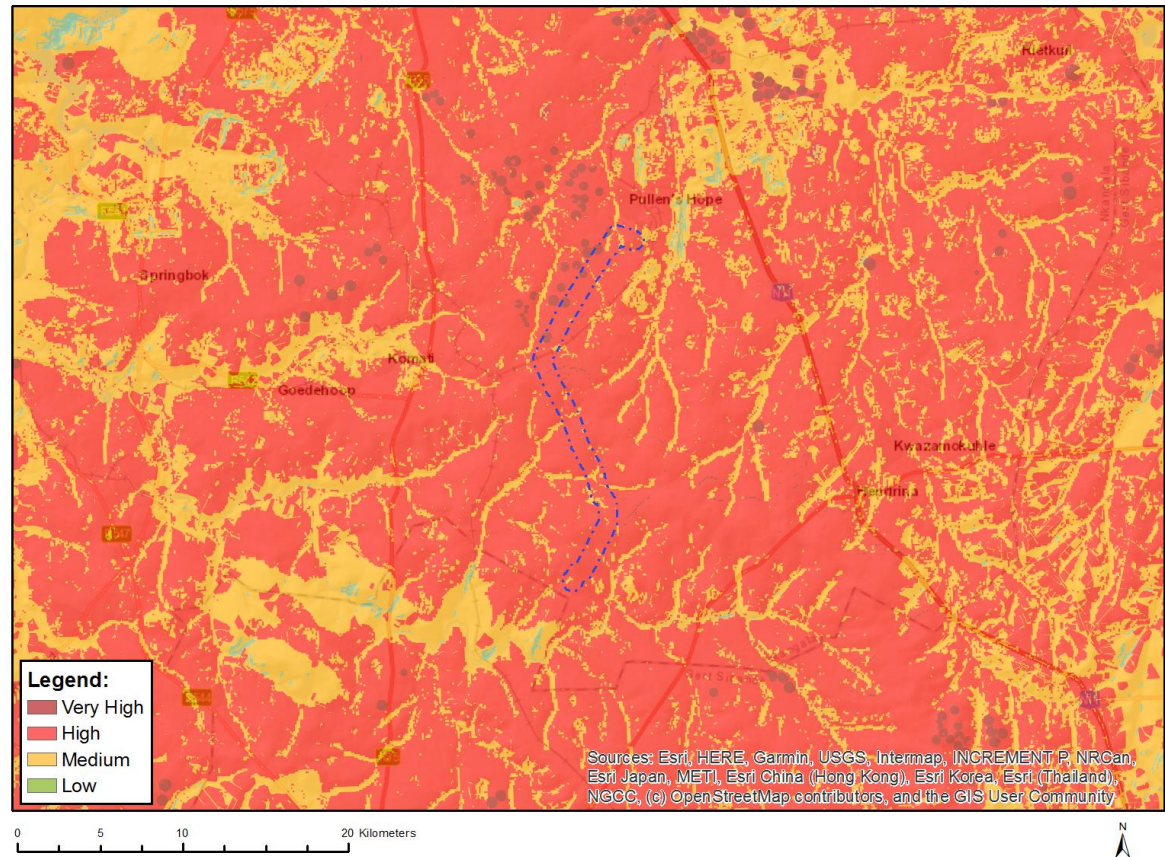 Rietkuil
Pullen's Hope
Springbok
Komati
Goedehoop
Kwazamokuhle
Hendrina
Legend:
Very High
High
Medium
Low
Sources: Esri, HERE, Garmin, USGS, Intermap, INCREMENT P, NRCan,
Esri Japan, METI, Esri China (Hong Kong), Esri Korea, Esri (Thailand),
NGCC, (c) OpenStreetMap contributors, and the GIS User Community
0 5 10 20 Kilometers
N